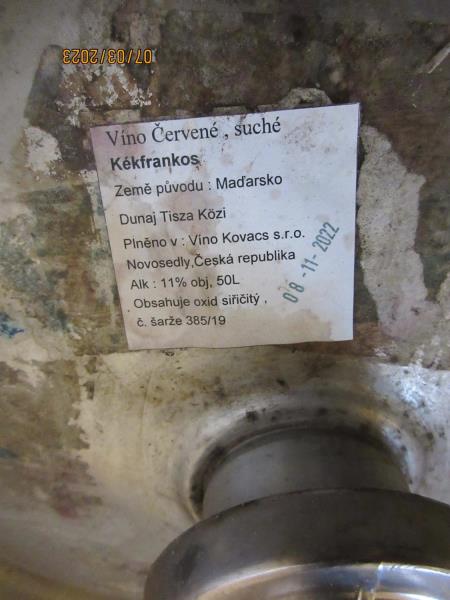 07/03/2023
Víno Červené , suché
Kékfrankos
Země původu : Maďarsko
Dunaj Tisza Közi
Plněno v : Víno Kovacs s.r.o.
Novosedly,Česká republika
Alk : 11% obj, 50L
Obsahuje oxid siřičitý ,
č. šarže 385/19
08-11-2022